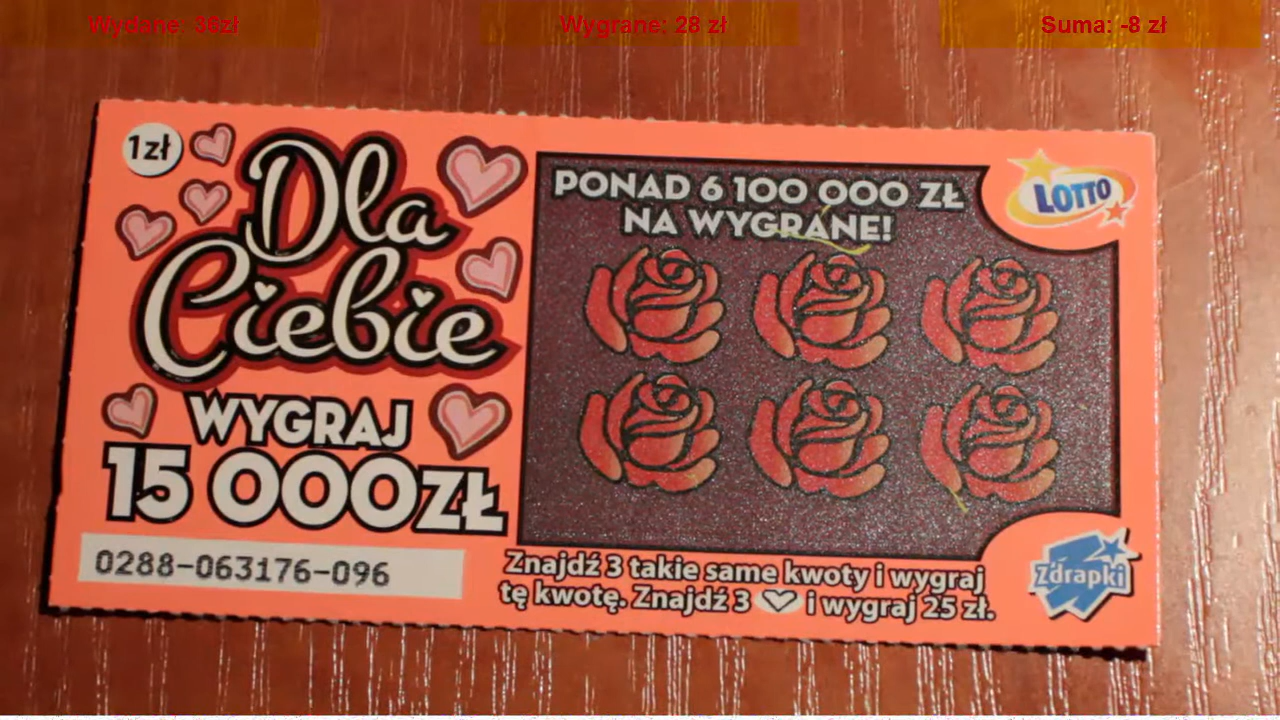 Wydane: 36zł
Wygrane: 28 zł
Suma: -8 zł
1zł
Dla
Ciebie
WYGRAJ
15 000ZŁ
0288-063176-096
PONAD 6 100 000 ZŁ
NA WYGRANE!
LOTTO
Znajdź 3 takie same kwoty i wygraj
tę kwotę. Znajdź 3 i wygraj 25 zł.
Zdrapki